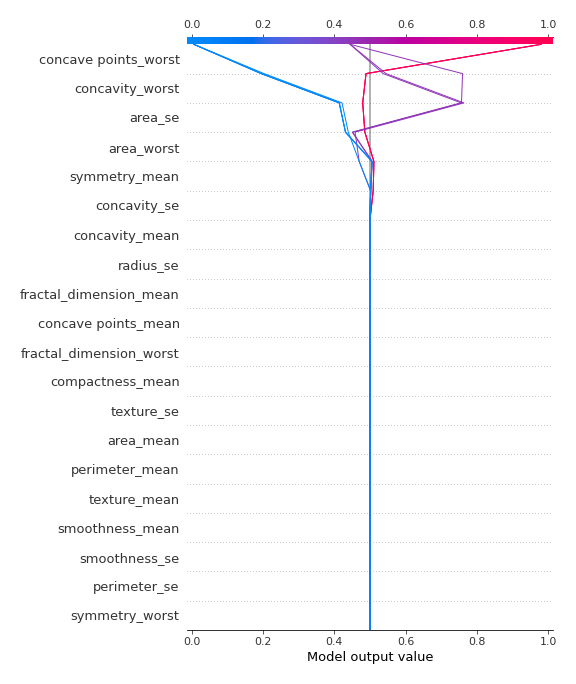 0.0 0.2 0.4 0.6 0.8 1.0
concave points_worst
concavity_worst
area_se
area_worst
symmetry_mean
concavity_se
concavity_mean
radius_se
fractal_dimension_mean
concave points_mean
fractal_dimension_worst
compactness_mean
texture_se
area_mean
perimeter_mean
texture_mean
smoothness_mean
smoothness_se
perimeter_se
symmetry_worst
0.0 0.2 0.4 0.6 0.8 1.0
Model output value